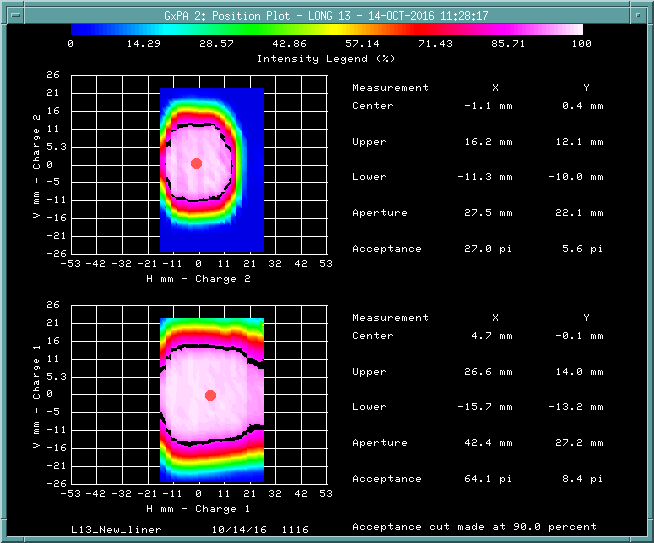 GxPA 2: Position Plot - LONG 13 - 14-OCT-2016 11:28:17
0 14.29 28.57 42.86 57.14 71.43 85.71 100
Intensity Legend (%)
V mm - Charge 2
26
21
16
11
5.3
0
-5
-11
-16
-21
-26
-53 -42 -32 -21 -11 0 11 21 32 42 53
H mm - Charge 2
Measurement X Y
Center -1.1 mm 0.4 mm
Upper 16.2 mm 12.1 mm
Lower -11.3 mm -10.0 mm
Aperture 27.5 mm 22.1 mm
Acceptance 27.0 pi 5.6 pi
V mm - Charge 1
26
21
16
11
5.3
0
-5
-11
-16
-21
-26
-53 -42 -32 -21 -11 0 11 21 32 42 53
H mm - Charge 1
Measurement X Y
Center 4.7 mm -0.1 mm
Upper 26.6 mm 14.0 mm
Lower -15.7 mm -13.2 mm
Aperture 42.4 mm 27.2 mm
Acceptance 64.1 pi 8.4 pi
L13_New_liner 10/14/16 1116
Acceptance cut made at 90.0 percent